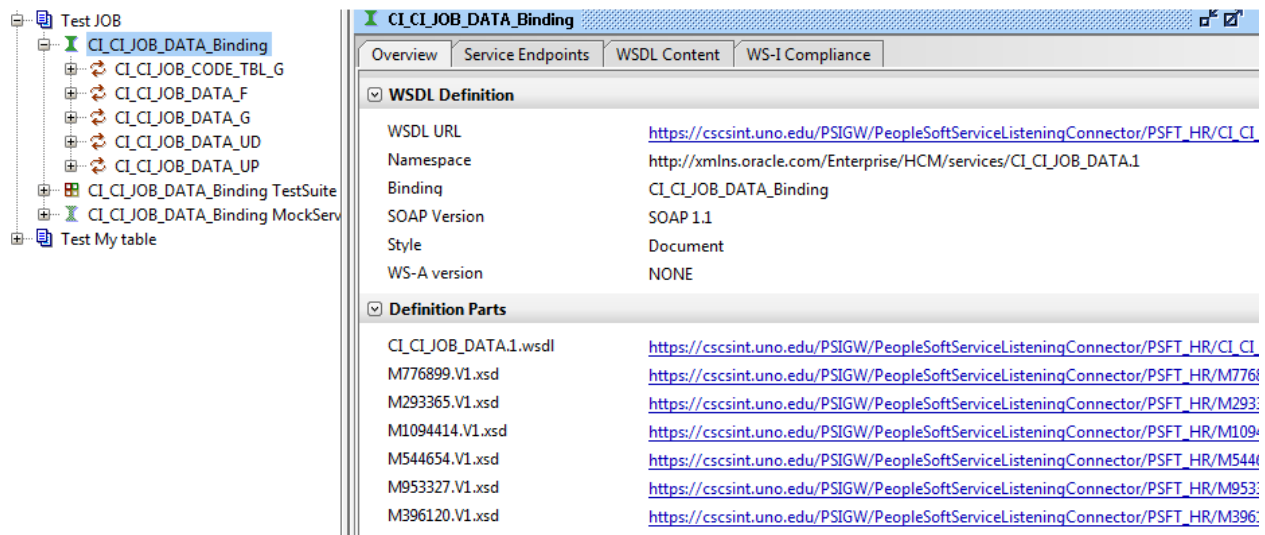 Test JOB
CI_CI_JOB_DATA_Binding
CI_CI_JOB_CODE_TBL_G
CI_CI_JOB_DATA_F
CI_CI_JOB_DATA_G
CI_CI_JOB_DATA_UD
CI_CI_JOB_DATA_UP
CI_CI_JOB_DATA_Binding TestSuite
CI_CI_JOB_DATA_Binding MockServ
Test My table
CI_CI_JOB_DATA_Binding
Overview Service Endpoints WSDL Content WS-I Compliance
WSDL Definition
WSDL URL https://cscsint.uno.edu/PSIGW/PeopleSoftServiceListeningConnector/PSFT_HR/CI_CI_
Namespace http://xmlns.oracle.com/Enterprise/HCM/services/CI_CI_JOB_DATA.1
Binding CI_CI_JOB_DATA_Binding
SOAP Version SOAP 1.1
Style Document
WS-A version NONE
Definition Parts
CI_CI_JOB_DATA.1.wsdl https://cscsint.uno.edu/PSIGW/PeopleSoftServiceListeningConnector/PSFT_HR/CI_CI_
M776899.V1.xsd https://cscsint.uno.edu/PSIGW/PeopleSoftServiceListeningConnector/PSFT_HR/M7768
M293365.V1.xsd https://cscsint.uno.edu/PSIGW/PeopleSoftServiceListeningConnector/PSFT_HR/M2933
M1094414.V1.xsd https://cscsint.uno.edu/PSIGW/PeopleSoftServiceListeningConnector/PSFT_HR/M1094
M544654.V1.xsd https://cscsint.uno.edu/PSIGW/PeopleSoftServiceListeningConnector/PSFT_HR/M5446
M953327.V1.xsd https://cscsint.uno.edu/PSIGW/PeopleSoftServiceListeningConnector/PSFT_HR/M9533
M396120.V1.xsd https://cscsint.uno.edu/PSIGW/PeopleSoftServiceListeningConnector/PSFT_HR/M3961